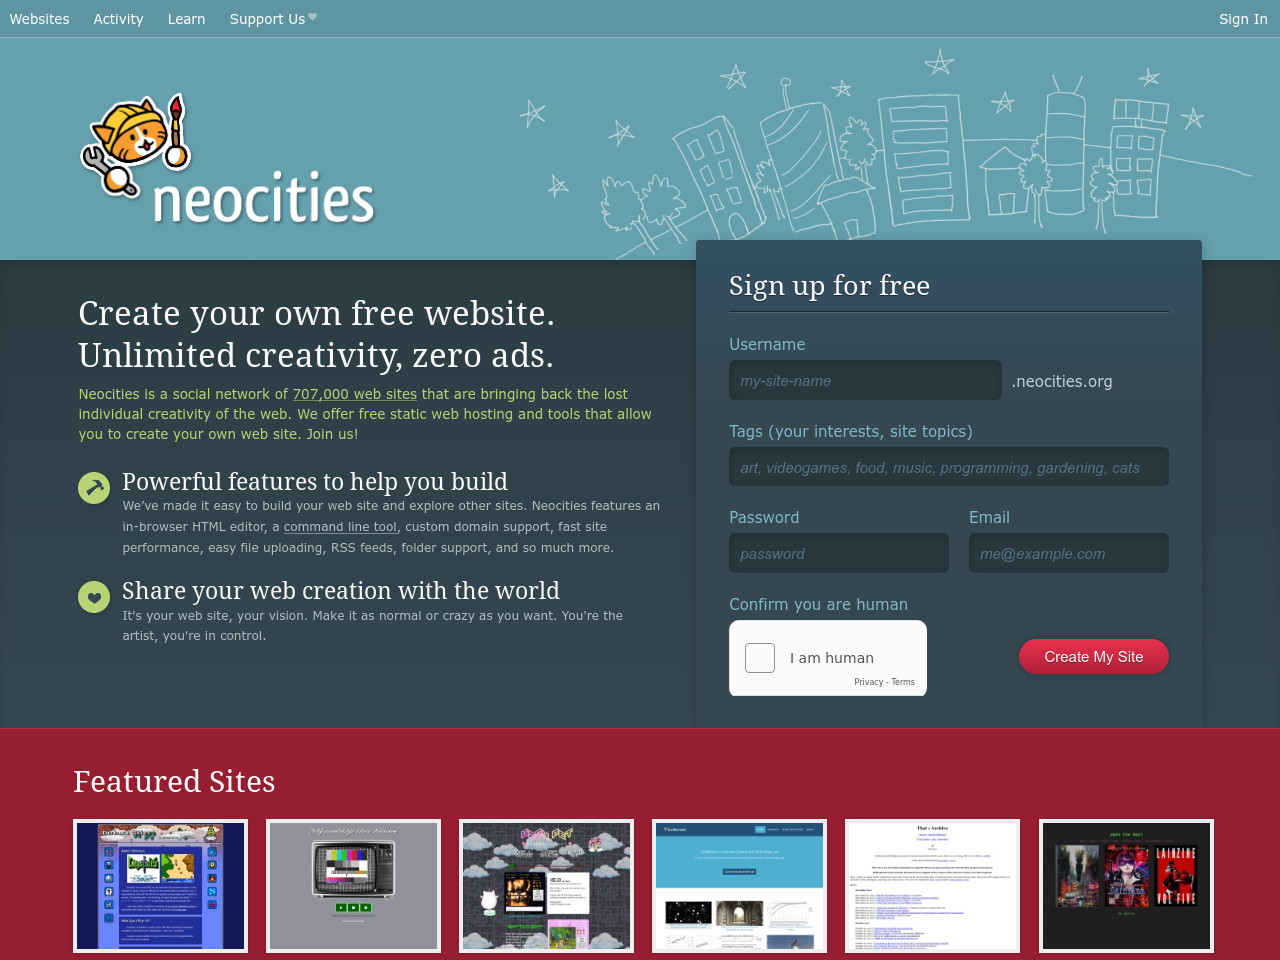 Websites Activity Learn Support Us Sign In
neocities
Create your own free website.
Unlimited creativity, zero ads.
Neocities is a social network of 707,000 web sites that are bringing back the lost
individual creativity of the web. We offer free static web hosting and tools that allow
you to create your own web site. Join us!
Powerful features to help you build
We’ve made it easy to build your web site and explore other sites. Neocities features an
in-browser HTML editor, a command line tool, custom domain support, fast site
performance, easy file uploading, RSS feeds, folder support, and so much more.
Share your web creation with the world
It's your web site, your vision. Make it as normal or crazy as you want. You're the
artist, you're in control.
Sign up for free
Username
my-site-name .neocities.org
Tags (your interests, site topics)
art, videogames, food, music, programming, gardening, cats
Password Email
password me@example.com
Confirm you are human
I am human
Privacy - Terms
Create My Site
Featured Sites
That's Archive
open the Next
LAINZINE
VOL FIVE